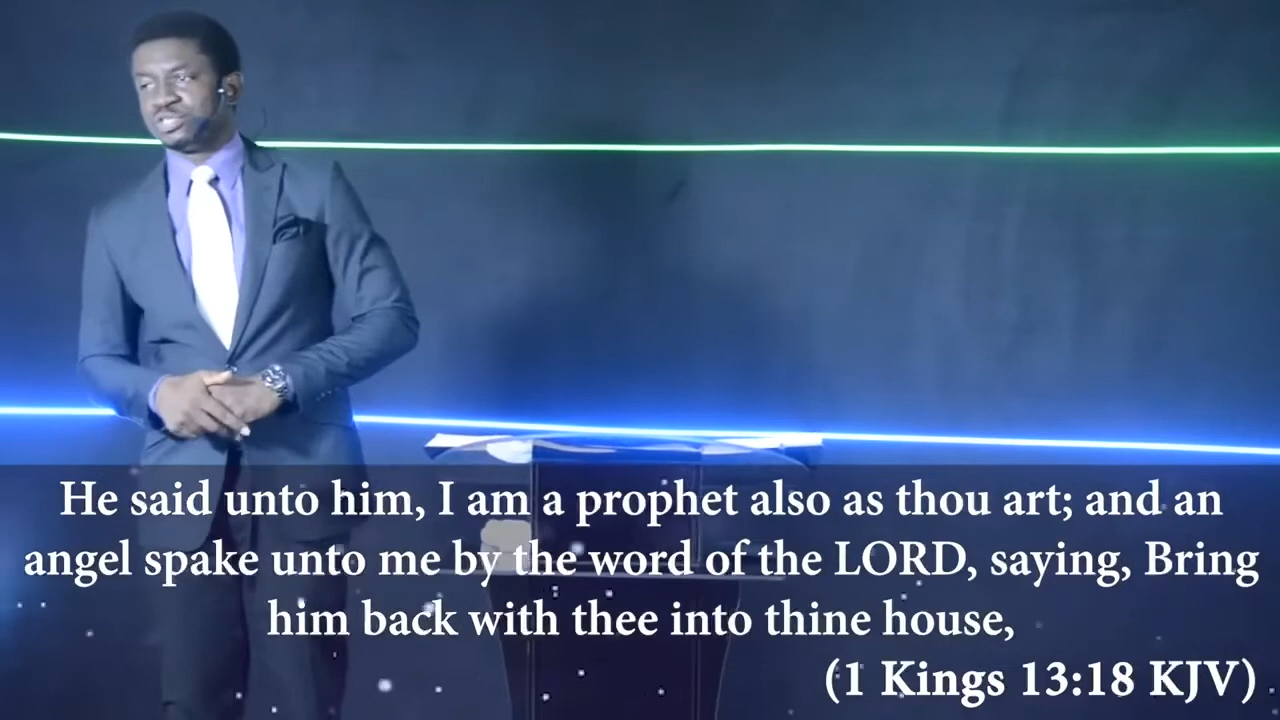 He said unto him, I am a prophet also as thou art; and an
angel spake unto me by the word of the LORD, saying, Bring
him back with thee into thine house,
(1 Kings 13:18 KJV)